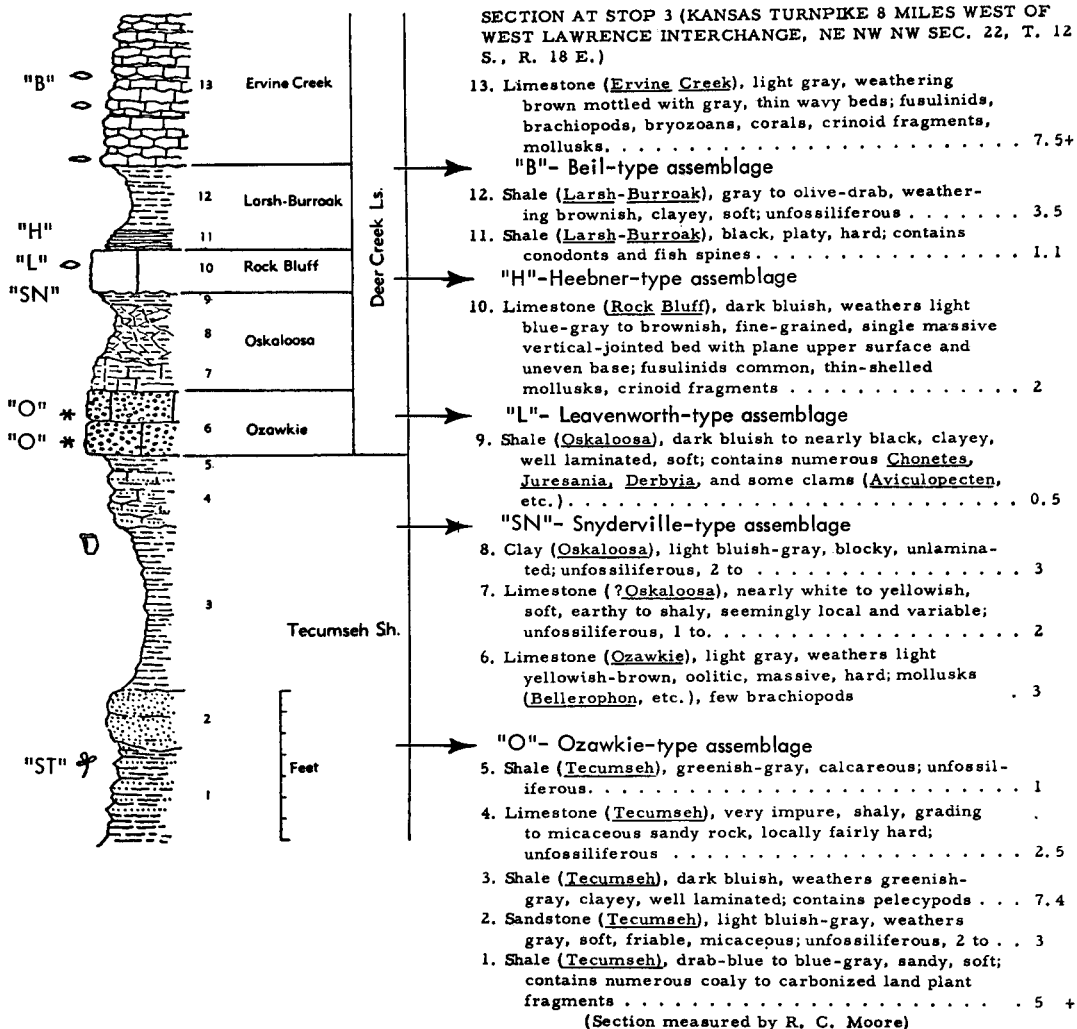 SECTION AT STOP 3 (KANSAS TURNPIKE 8 MILES WEST OF
WEST LAWRENCE INTERCHANGE, NE NW NW SEC. 22, T. 12
S., R. 18 E.)
13. Limestone (Ervine Creek), light gray, weathering
brown mottled with gray, thin wavy beds; fusulinids,
brachiopods, bryozoans, corals, crinoid fragments,
mollusks. . . . . . . . . . . . . . . . . . . . . . . . . . 7.5+
"B"- Beil-type assemblage
12. Shale (Larsh-Burroak), gray to olive-drab, weather-
ing brownish, clayey, soft; unfossiliferous . . . . . . . 3.5
11. Shale (Larsh-Burroak), black, platy, hard; contains
conodonts and fish spines . . . . . . . . . . . . . . . . . 1.1
"H"-Heebner-type assemblage
10. Limestone (Rock Bluff), dark bluish, weathers light
blue-gray to brownish, fine-grained, single massive
vertical-jointed bed with plane upper surface and
uneven base; fusulinids common, thin-shelled
mollusks, crinoid fragments . . . . . . . . . . . . . . . 2
"L"- Leavenworth-type assemblage
9. Shale (Oskaloosa), dark bluish to nearly black, clayey,
well laminated, soft; contains numerous Chonetes,
Juresania, Derbyia, and some clams (Aviculopecten,
etc.) . . . . . . . . . . . . . . . . . . . . . . . . . . . . 0.5
"SN"- Snyderville-type assemblage
8. Clay (Oskaloosa), light bluish-gray, blocky, unlamina-
ted; unfossiliferous, 2 to . . . . . . . . . . . . . . . . . 3
7. Limestone (?Oskaloosa), nearly white to yellowish,
soft, earthy to shaly, seemingly local and variable;
unfossiliferous, 1 to. . . . . . . . . . . . . . . . . . . . 2
6. Limestone (Ozawkie), light gray, weathers light
yellowish-brown, oolitic, massive, hard; mollusks
(Bellerophon, etc.), few brachiopods . 3
"O"- Ozawkie-type assemblage
5. Shale (Tecumseh), greenish-gray, calcareous; unfossil-
iferous. . . . . . . . . . . . . . . . . . . . . . . . . . . 1
4. Limestone (Tecumseh), very impure, shaly, grading
to micaceous sandy rock, locally fairly hard;
unfossiliferous . . . . . . . . . . . . . . . . . . . . . . 2.5
3. Shale (Tecumseh), dark bluish, weathers greenish-
gray, clayey, well laminated; contains pelecypods . . . 7.4
2. Sandstone (Tecumseh), light bluish-gray, weathers
gray, soft, friable, micaceous; unfossiliferous, 2 to . . 3
1. Shale (Tecumseh), drab-blue to blue-gray, sandy, soft;
contains numerous coaly to carbonized land plant
fragments . . . . . . . . . . . . . . . . . . . . . . . . 5 +
(Section measured by R. C. Moore)
"B" 13 Ervine Creek
12 Larsh-Burroak
"H" 11
"L" 10 Rock Bluff
"SN" 9
8 Oskaloosa
7
"O"
"O" 6 Ozawkie
Deer Creek Ls.
5
4
3
Tecumseh Sh.
2
"ST" Feet
1